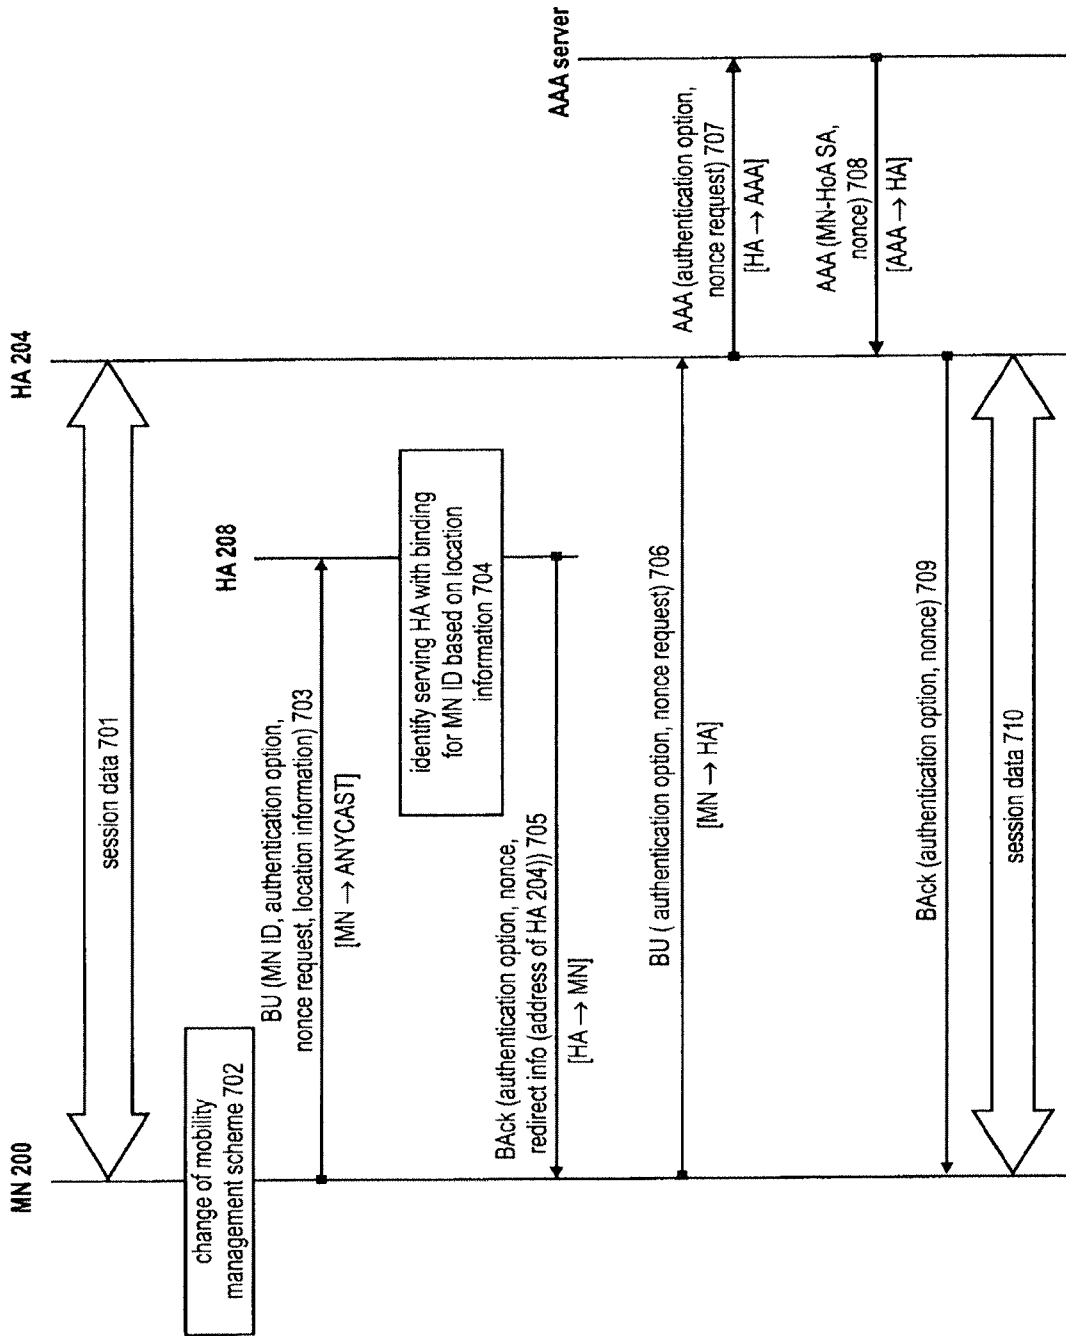 MN 200
HA 208
HA 204
AAA server
session data 701
change of mobility
management scheme 702
BU (MN ID, authentication option,
nonce request, location information) 703
[MN → ANYCAST]
identify serving HA with binding
for MN ID based on location
information 704
BAck (authentication option, nonce,
redirect info (address of HA 204)) 705
[HA → MN]
BU ( authentication option, nonce request) 706
[MN → HA]
AAA (authentication option,
nonce request) 707
[HA → AAA]
AAA (MN-HoA SA,
nonce) 708
[AAA → HA]
BAck (authentication option, nonce) 709
session data 710